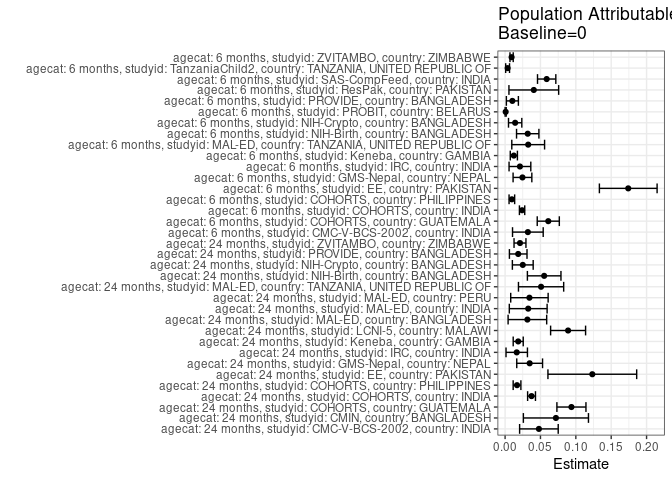 Population Attributable
Baseline=0
agecat: 6 months, studyid: ZVITAMBO, country: ZIMBABWE
agecat: 6 months, studyid: TanzaniaChild2, country: TANZANIA, UNITED REPUBLIC OF
agecat: 6 months, studyid: SAS-CompFeed, country: INDIA
agecat: 6 months, studyid: ResPak, country: PAKISTAN
agecat: 6 months, studyid: PROVIDE, country: BANGLADESH
agecat: 6 months, studyid: PROBIT, country: BELARUS
agecat: 6 months, studyid: NIH-Crypto, country: BANGLADESH
agecat: 6 months, studyid: NIH-Birth, country: BANGLADESH
agecat: 6 months, studyid: MAL-ED, country: TANZANIA, UNITED REPUBLIC OF
agecat: 6 months, studyid: Keneba, country: GAMBIA
agecat: 6 months, studyid: IRC, country: INDIA
agecat: 6 months, studyid: GMS-Nepal, country: NEPAL
agecat: 6 months, studyid: EE, country: PAKISTAN
agecat: 6 months, studyid: COHORTS, country: PHILIPPINES
agecat: 6 months, studyid: COHORTS, country: INDIA
agecat: 6 months, studyid: COHORTS, country: GUATEMALA
agecat: 6 months, studyid: CMC-V-BCS-2002, country: INDIA
agecat: 24 months, studyid: ZVITAMBO, country: ZIMBABWE
agecat: 24 months, studyid: PROVIDE, country: BANGLADESH
agecat: 24 months, studyid: NIH-Crypto, country: BANGLADESH
agecat: 24 months, studyid: NIH-Birth, country: BANGLADESH
agecat: 24 months, studyid: MAL-ED, country: TANZANIA, UNITED REPUBLIC OF
agecat: 24 months, studyid: MAL-ED, country: PERU
agecat: 24 months, studyid: MAL-ED, country: INDIA
agecat: 24 months, studyid: MAL-ED, country: BANGLADESH
agecat: 24 months, studyid: LCNI-5, country: MALAWI
agecat: 24 months, studyid: Keneba, country: GAMBIA
agecat: 24 months, studyid: IRC, country: INDIA
agecat: 24 months, studyid: GMS-Nepal, country: NEPAL
agecat: 24 months, studyid: EE, country: PAKISTAN
agecat: 24 months, studyid: COHORTS, country: PHILIPPINES
agecat: 24 months, studyid: COHORTS, country: INDIA
agecat: 24 months, studyid: COHORTS, country: GUATEMALA
agecat: 24 months, studyid: CMIN, country: BANGLADESH
agecat: 24 months, studyid: CMC-V-BCS-2002, country: INDIA
0.00 0.05 0.10 0.15 0.20
Estimate